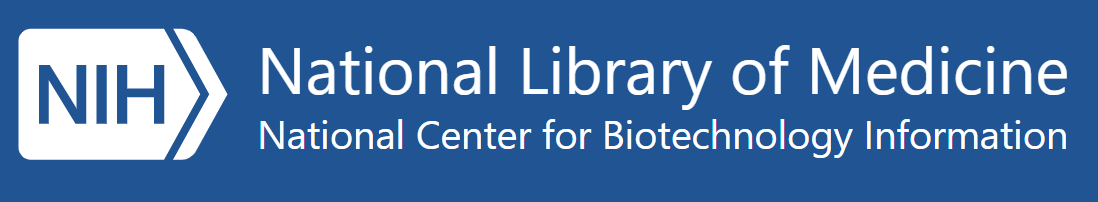 NIH
National Library of Medicine
National Center for Biotechnology Information